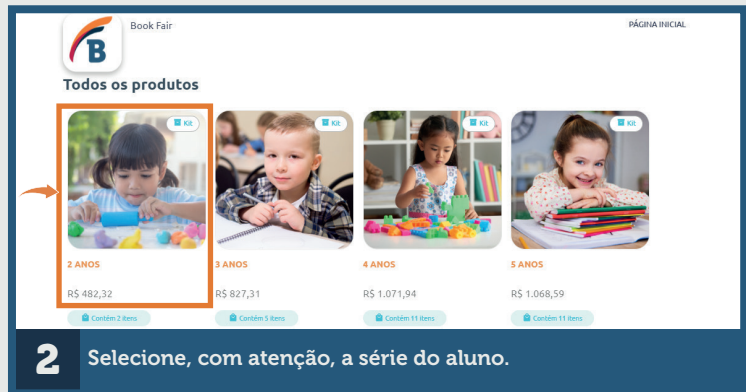 Book Fair
PÁGINA INICIAL
B
Todos os produtos
Kit
Kit
Kit
Kit
2 ANOS
3 ANOS
4 ANOS
5 ANOS
R$ 482,32
R$ 827,31
R$ 1.071,94
R$ 1.068,59
Contém 2 itens
Contém 5 itens
Contém 11 itens
Contém 11 itens
2
Selecione, com atenção, a série do aluno.